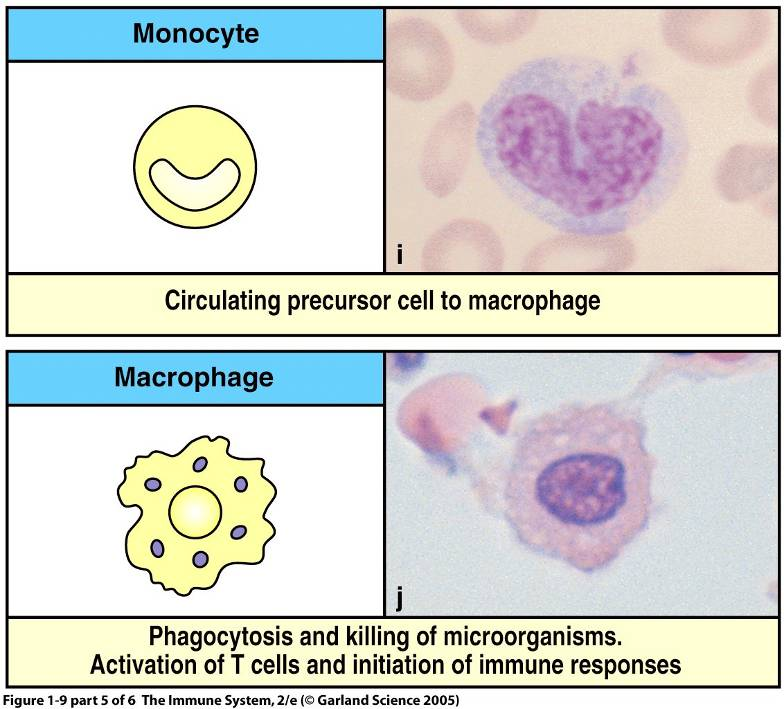 Monocyte
i
Circulating precursor cell to macrophage
Macrophage
j
Phagocytosis and killing of microorganisms.
Activation of T cells and initiation of immune responses
Figure 1-9 part 5 of 6 The Immune System, 2/e (© Garland Science 2005)